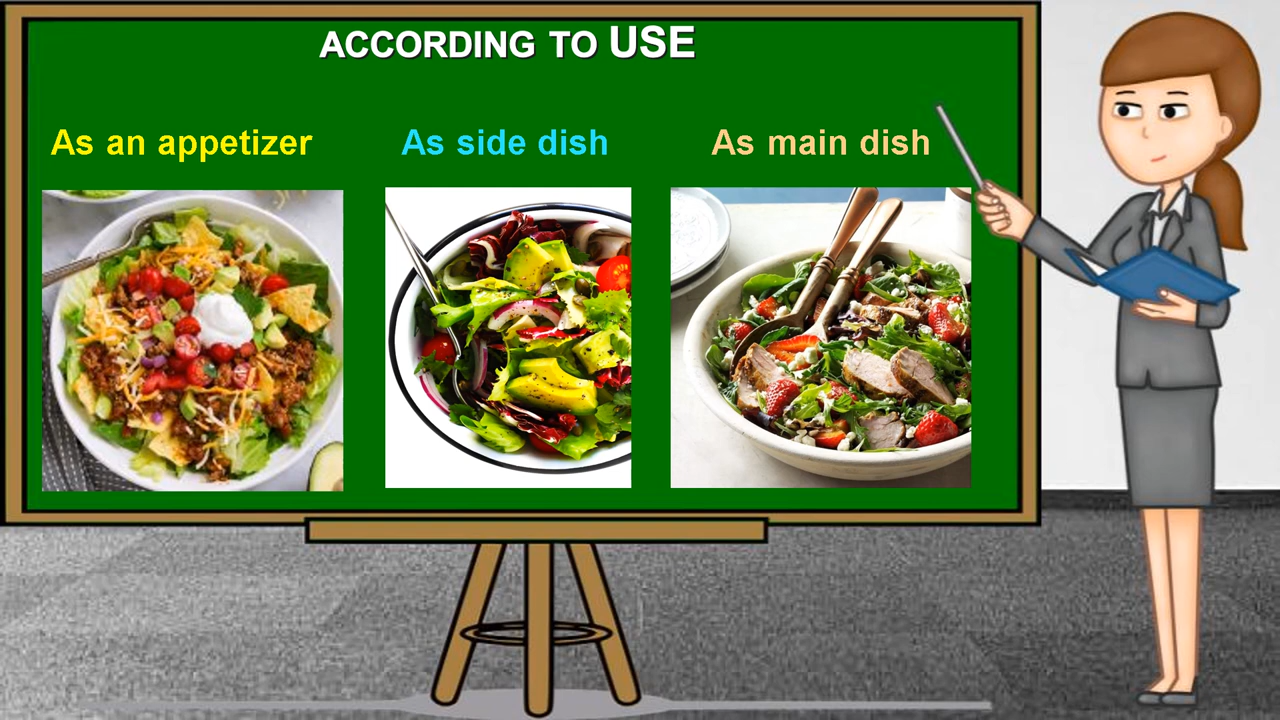 ACCORDING TO USE
As an appetizer
As side dish
As main dish